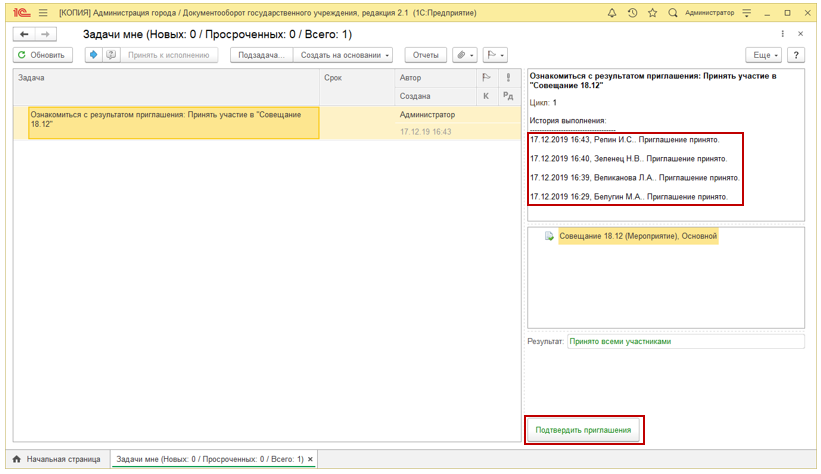 [КОПИЯ] Администрация города / Документооборот государственного учреждения, редакция 2.1 (1С:Предприятие)
Администратор
Задачи мне (Новых: 0 / Просроченных: 0 / Всего: 1)
Обновить
Принять к исполнению
Подзадача...
Создать на основании
Отчеты
Еще
?
Задача
Срок
Автор
!
Создана
К
Рд
Ознакомиться с результатом приглашения: Принять участие в "Совещание
18.12"
Администратор
17.12.19 16:43
Ознакомиться с результатом приглашения: Принять участие в
"Совещание 18.12"
Цикл: 1
История выполнения:
-----------------------------------
17.12.2019 16:43, Репин И.С.. Приглашение принято.
17.12.2019 16:40, Зеленец Н.В.. Приглашение принято.
17.12.2019 16:39, Великанова Л.А.. Приглашение принято.
17.12.2019 16:29, Белугин М.А.. Приглашение принято.
Совещание 18.12 (Мероприятие), Основной
Результат: Принято всеми участниками
Подтвердить приглашения
Начальная страница
Задачи мне (Новых: 0 / Просроченных: 0 / Всего: 1) ×